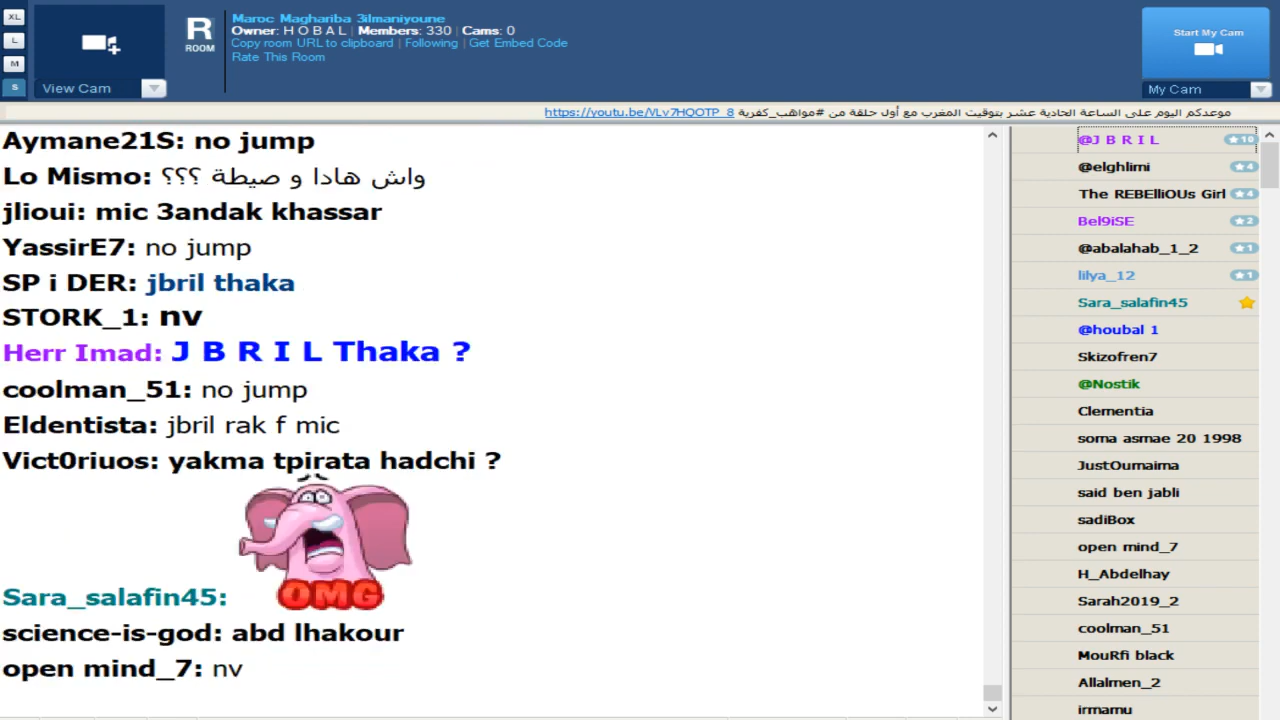 XL
L
M
S
View Cam
R
ROOM
Maroc Maghariba 3ilmaniyoune
Owner: H O B A L | Members: 330 | Cams: 0
Copy room URL to clipboard | Following | Get Embed Code
Rate This Room
Start My Cam
My Cam
موعدكم اليوم على الساعة الحادية عشر بتوقيت المغرب مع أول حلقة من #مواهب_كفرية https://youtu.be/VLv7HQOTP_8
Aymane21S: no jump
Lo Mismo: واش هادا و صيطة ؟؟؟
jlioui: mic 3andak khassar
YassirE7: no jump
SP i DER: jbril thaka
STORK_1: nv
Herr Imad: J B R I L Thaka ?
coolman_51: no jump
Eldentista: jbril rak f mic
Vict0riuos: yakma tpirata hadchi ?
OMG
Sara_salafin45:
science-is-god: abd lhakour
open mind_7: nv
@J B R I L 10
@elghlimi 4
The REBElliOUs Girl 4
Bel9iSE 2
@abalahab_1_2 1
lilya_12 1
Sara_salafin45
@houbal 1
Skizofren7
@Nostik
Clementia
soma asmae 20 1998
JustOumaima
said ben jabli
sadiBox
open mind_7
H_Abdelhay
Sarah2019_2
coolman_51
MouRfi black
Allalmen_2
irmamu